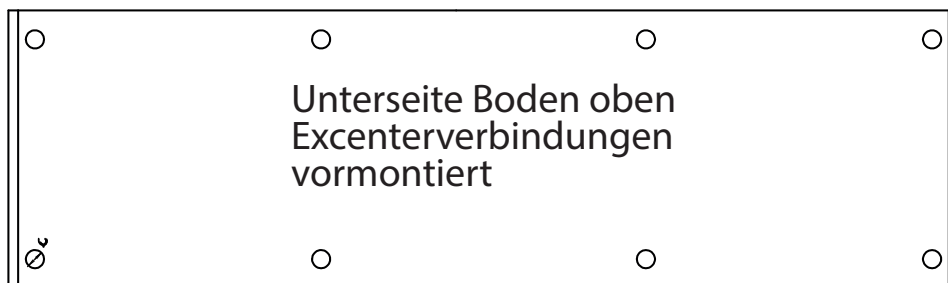 Unterseite Boden oben
Excenterverbindungen
vormontiert